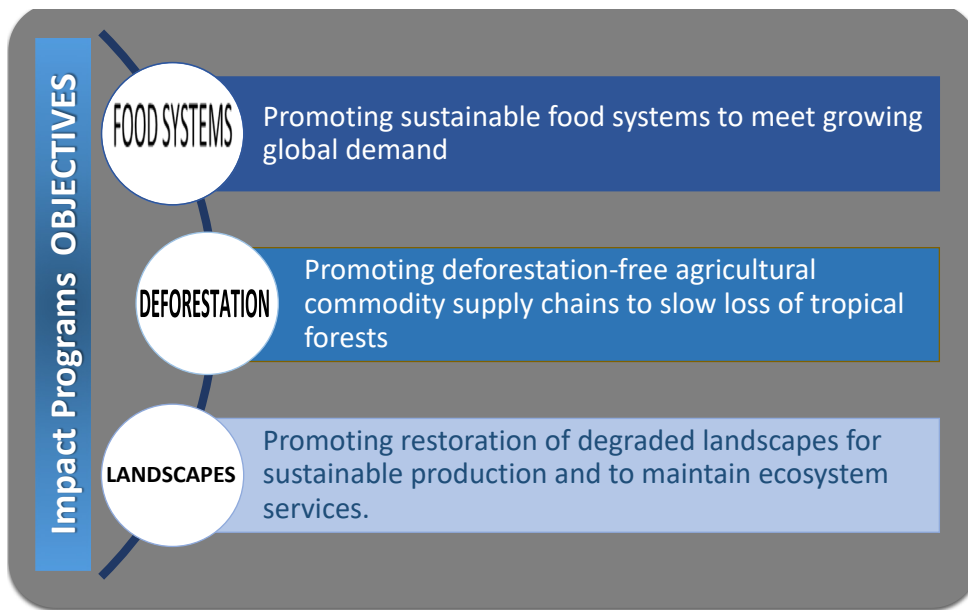 Impact Programs OBJECTIVES
FOOD SYSTEMS
Promoting sustainable food systems to meet growing
global demand
DEFORESTATION
Promoting deforestation-free agricultural
commodity supply chains to slow loss of tropical
forests
LANDSCAPES
Promoting restoration of degraded landscapes for
sustainable production and to maintain ecosystem
services.